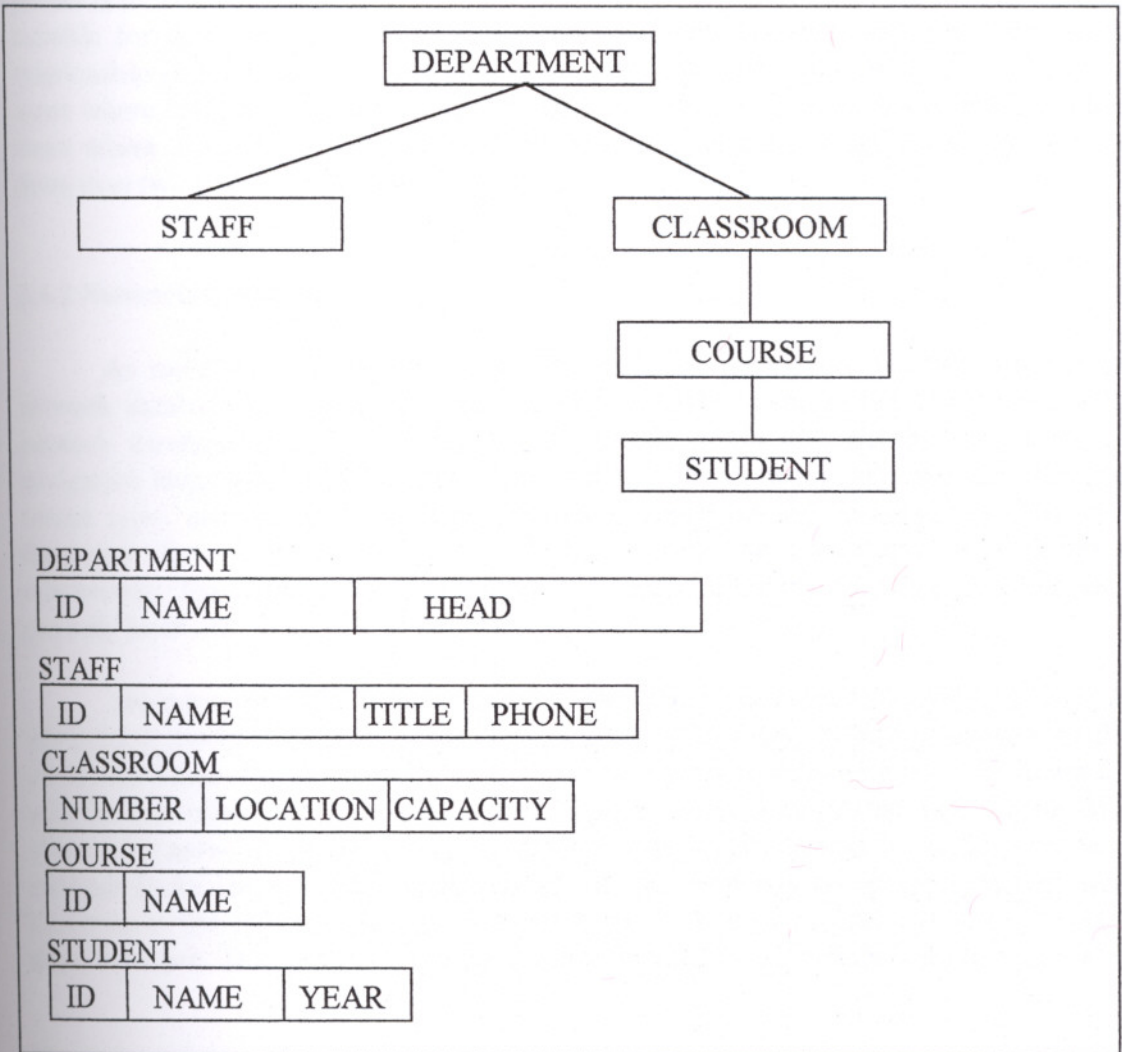 DEPARTMENT
STAFF CLASSROOM
COURSE
STUDENT
DEPARTMENT
ID NAME HEAD
STAFF
ID NAME TITLE PHONE
CLASSROOM
NUMBER LOCATION CAPACITY
COURSE
ID NAME
STUDENT
ID NAME YEAR